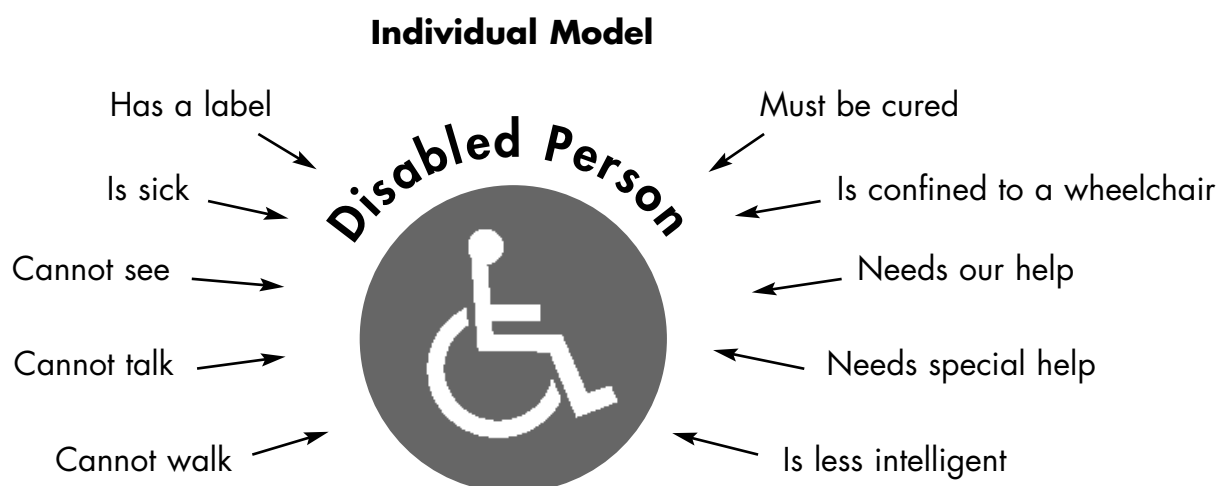 Individual Model
Has a label
Must be cured
Disabled Person
Is sick
Is confined to a wheelchair
Cannot see
Needs our help
Cannot talk
Needs special help
Cannot walk
Is less intelligent